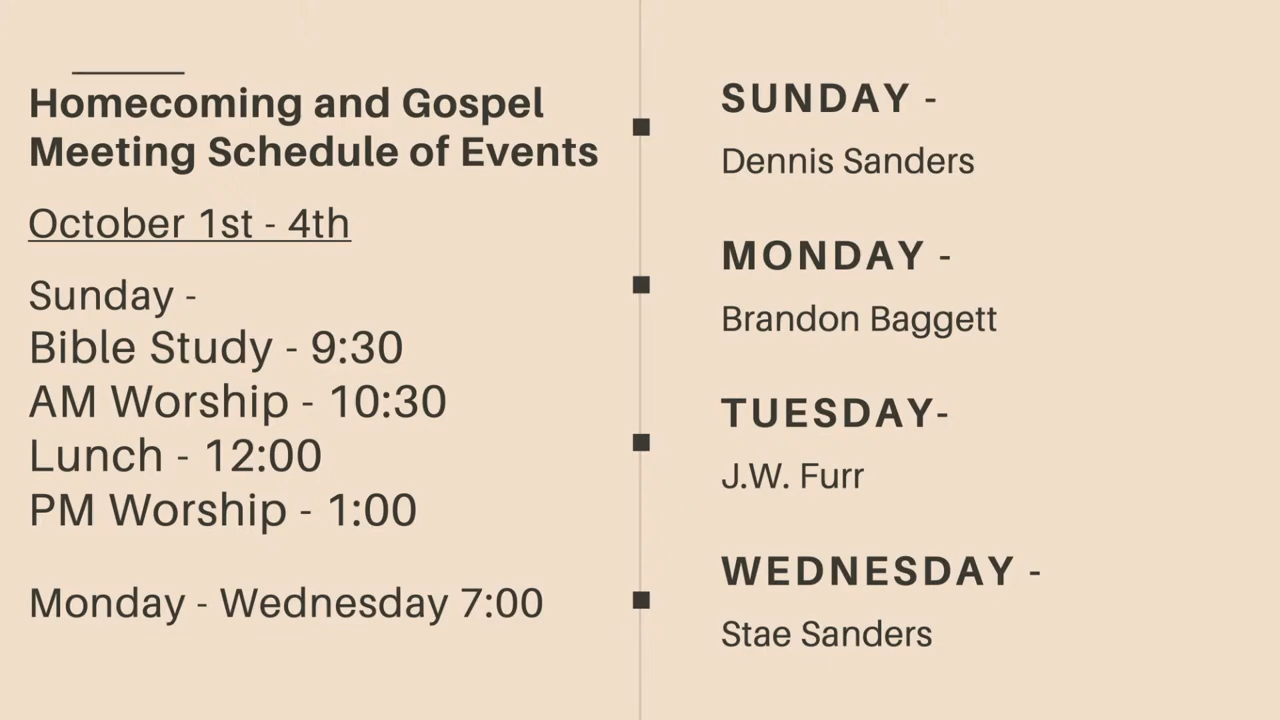 Homecoming and Gospel
Meeting Schedule of Events
October 1st - 4th
Sunday -
Bible Study - 9:30
AM Worship - 10:30
Lunch - 12:00
PM Worship - 1:00
Monday - Wednesday 7:00
SUNDAY -
Dennis Sanders
MONDAY -
Brandon Baggett
TUESDAY-
J.W. Furr
WEDNESDAY -
Stae Sanders